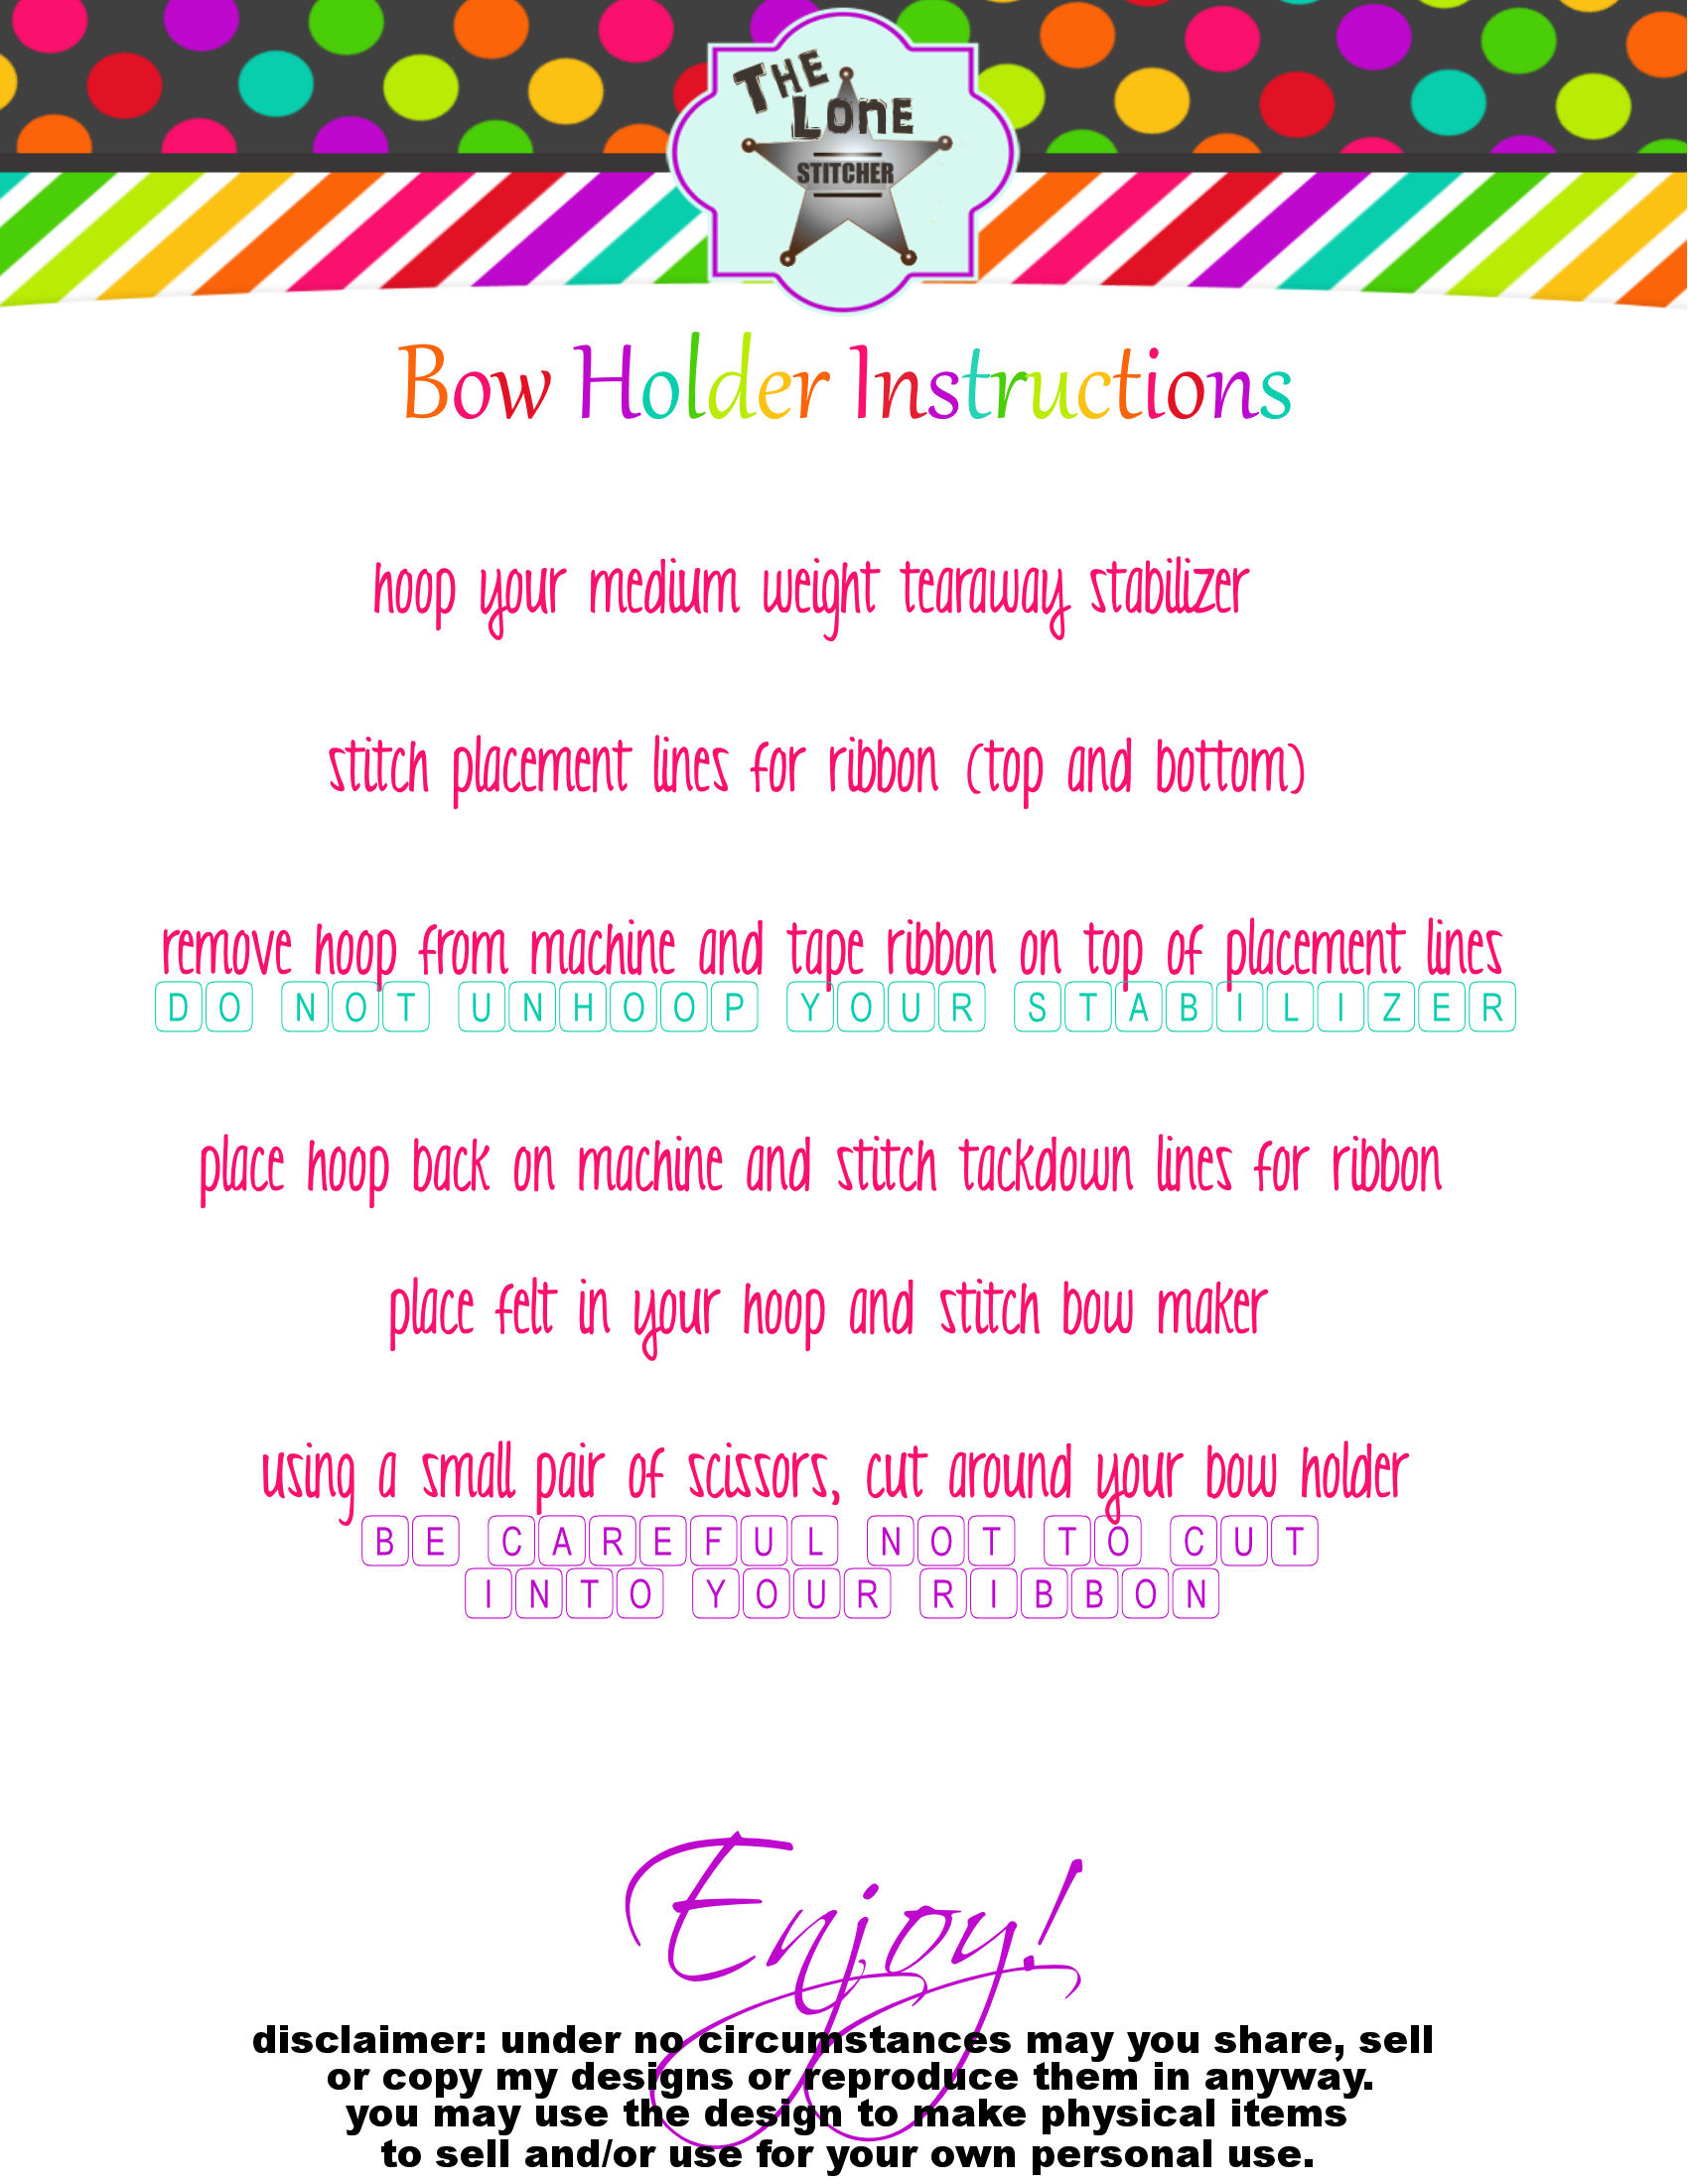 THE
LONE
STITCHER
Bow Holder Instructions
hoop your medium weight tearaway stabilizer
stitch placement lines for ribbon (top and bottom)
remove hoop from machine and tape ribbon on top of placement lines
DO NOT UNHOOP YOUR STABILIZER
place hoop back on machine and stitch tackdown lines for ribbon
place felt in your hoop and stitch bow maker
using a small pair of scissors, cut around your bow holder
BE CAREFUL NOT TO CUT
INTO YOUR RIBBON
Enjoy!
disclaimer: under no circumstances may you share, sell
or copy my designs or reproduce them in anyway.
you may use the design to make physical items
to sell and/or use for your own personal use.